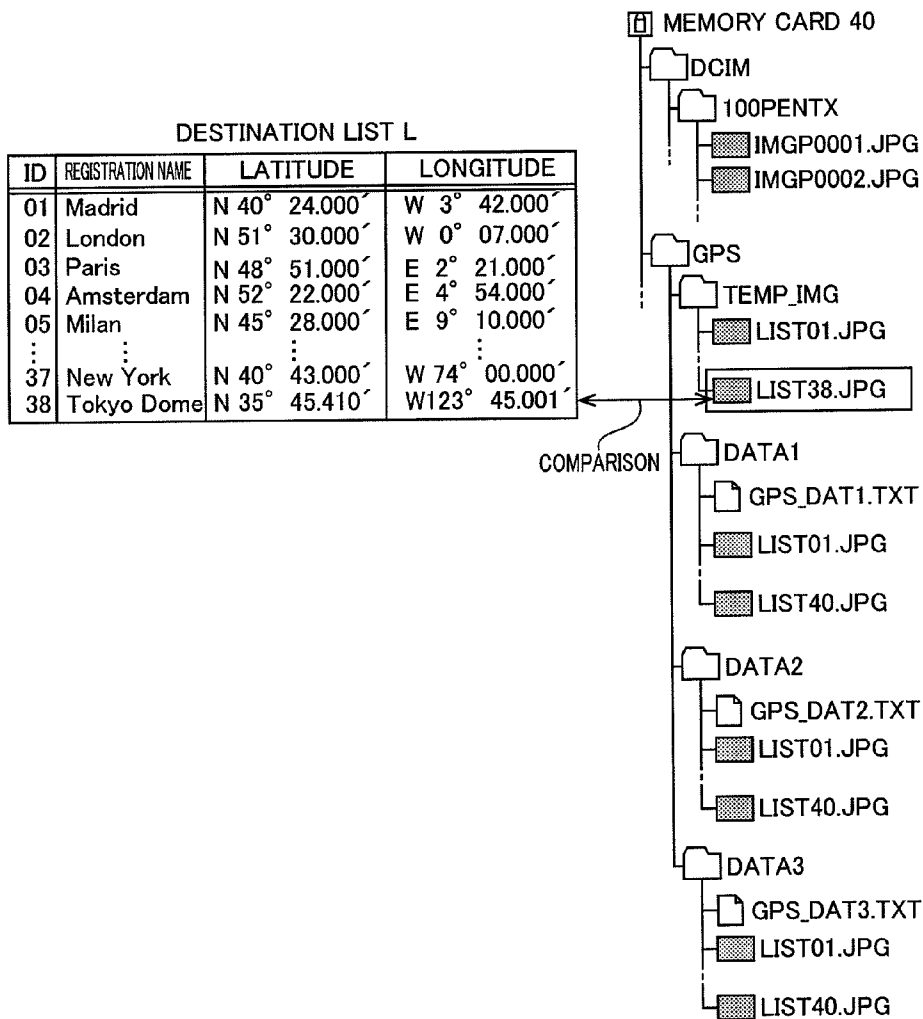 DESTINATION LIST L
ID REGISTRATION NAME LATITUDE LONGITUDE
01 Madrid N 40° 24.000´ W 3° 42.000´
02 London N 51° 30.000´ W 0° 07.000´
03 Paris N 48° 51.000´ E 2° 21.000´
04 Amsterdam N 52° 22.000´ E 4° 54.000´
05 Milan N 45° 28.000´ E 9° 10.000´
37 New York N 40° 43.000´ W 74° 00.000´
38 Tokyo Dome N 35° 45.410´ W123° 45.001´
COMPARISON
MEMORY CARD 40
DCIM
100PENTX
IMGP0001.JPG
IMGP0002.JPG
GPS
TEMP_IMG
LIST01.JPG
LIST38.JPG
DATA1
GPS_DAT1.TXT
LIST01.JPG
LIST40.JPG
DATA2
GPS_DAT2.TXT
LIST01.JPG
LIST40.JPG
DATA3
GPS_DAT3.TXT
LIST01.JPG
LIST40.JPG